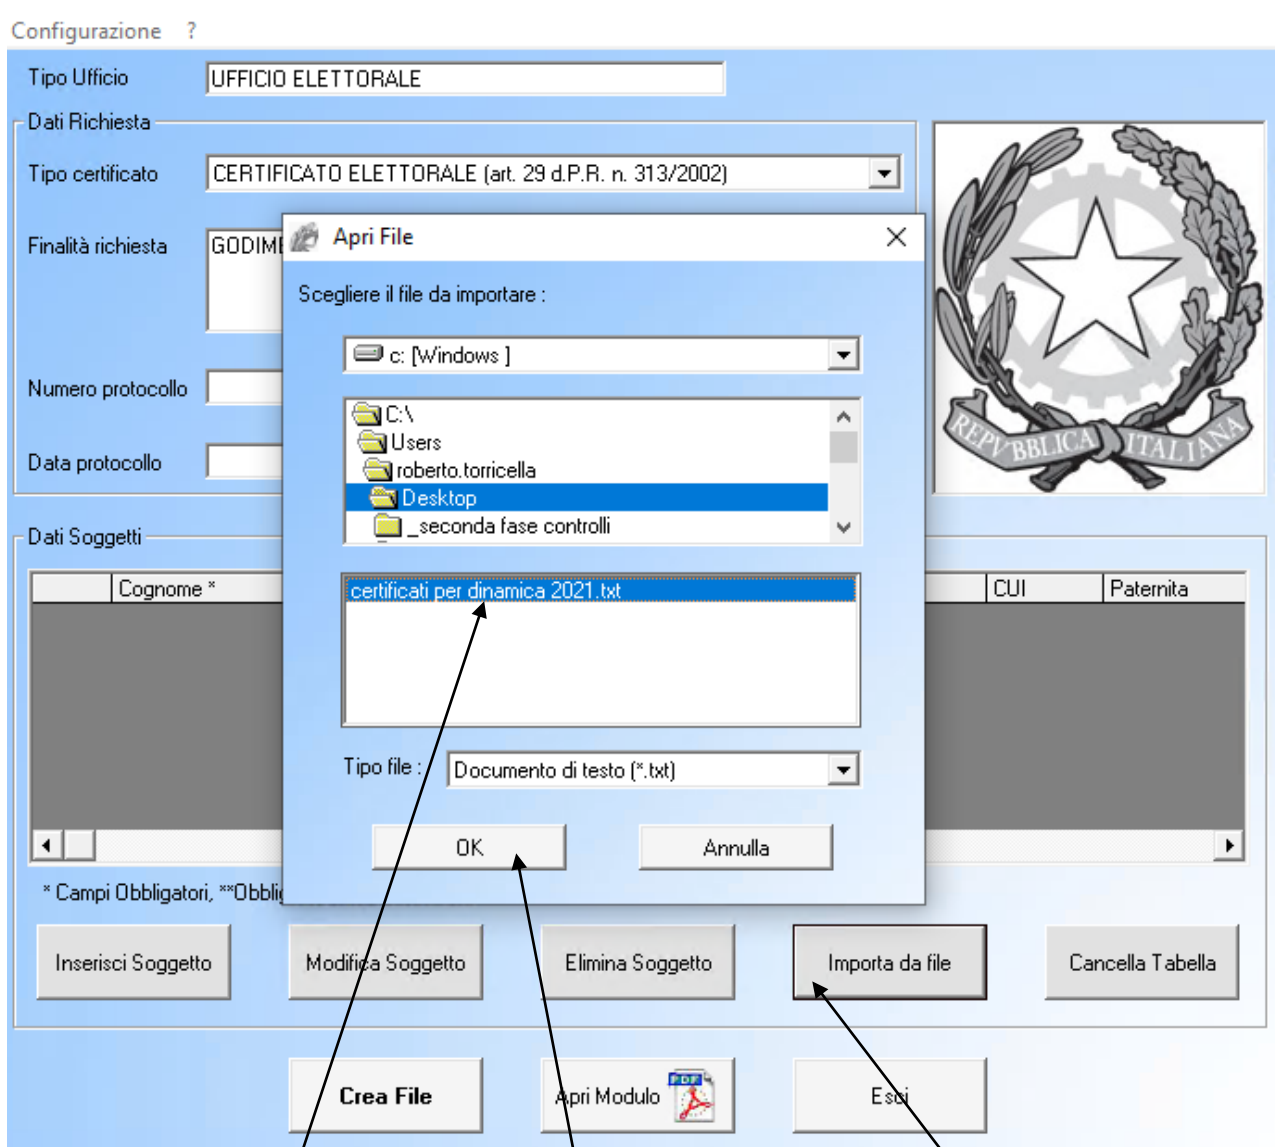 Configurazione ?
Tipo Ufficio UFFICIO ELETTORALE
Dati Richiesta
Tipo certificato CERTIFICATO ELETTORALE (art. 29 d.P.R. n. 313/2002)
Finalità richiesta
Numero protocollo
Data protocollo
Apri File
Scegliere il file da importare :
c: [Windows ]
C:\
Users
roberto.torricella
Desktop
_seconda fase controlli
certificati per dinamica 2021.txt
Tipo file : Documento di testo (*.txt)
OK Annulla
REPVBBLICA ITALIANA
Dati Soggetti
Cognome * CUI Paternita
* Campi Obbligatori,
Inserisci Soggetto Modifica Soggetto Elimina Soggetto Importa da file Cancella Tabella
Crea File Apri Modulo PDF Esci